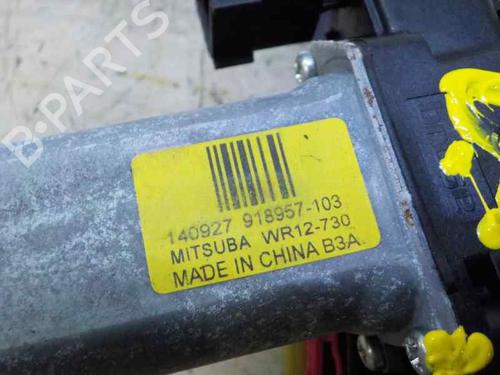 B-PARTS
140927 918957-103
MITSUBA WR12-730
MADE IN CHINA B3A